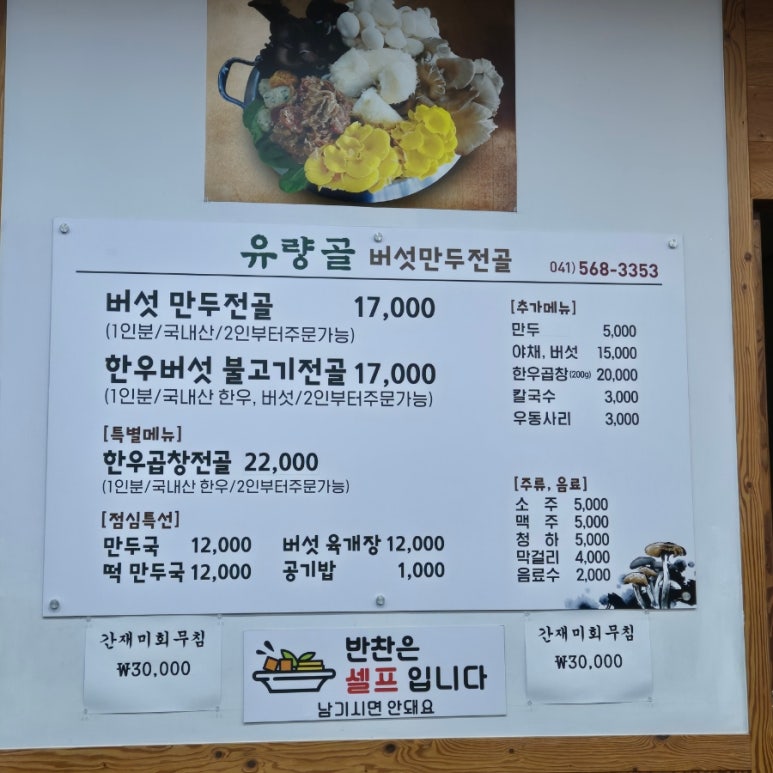 유량골 버섯만두전골 041) 568-3353
버섯 만두전골 17,000
(1인분/국내산/2인부터주문가능)
한우버섯 불고기전골 17,000
(1인분/국내산 한우, 버섯/2인부터주문가능)
[특별메뉴]
한우곱창전골 22,000
(1인분/국내산 한우/2인부터주문가능)
[점심특선]
만두국 12,000 버섯 육개장 12,000
떡 만두국 12,000 공기밥 1,000
[추가메뉴]
만두 5,000
야채, 버섯 15,000
한우곱창(200g) 20,000
칼국수 3,000
우동사리 3,000
[주류, 음료]
소 주 5,000
맥 주 5,000
청 하 5,000
막걸리 4,000
음료수 2,000
간재미회무침
₩30,000
반찬은
셀프입니다
남기시면 안돼요
간재미회무침
₩30,000